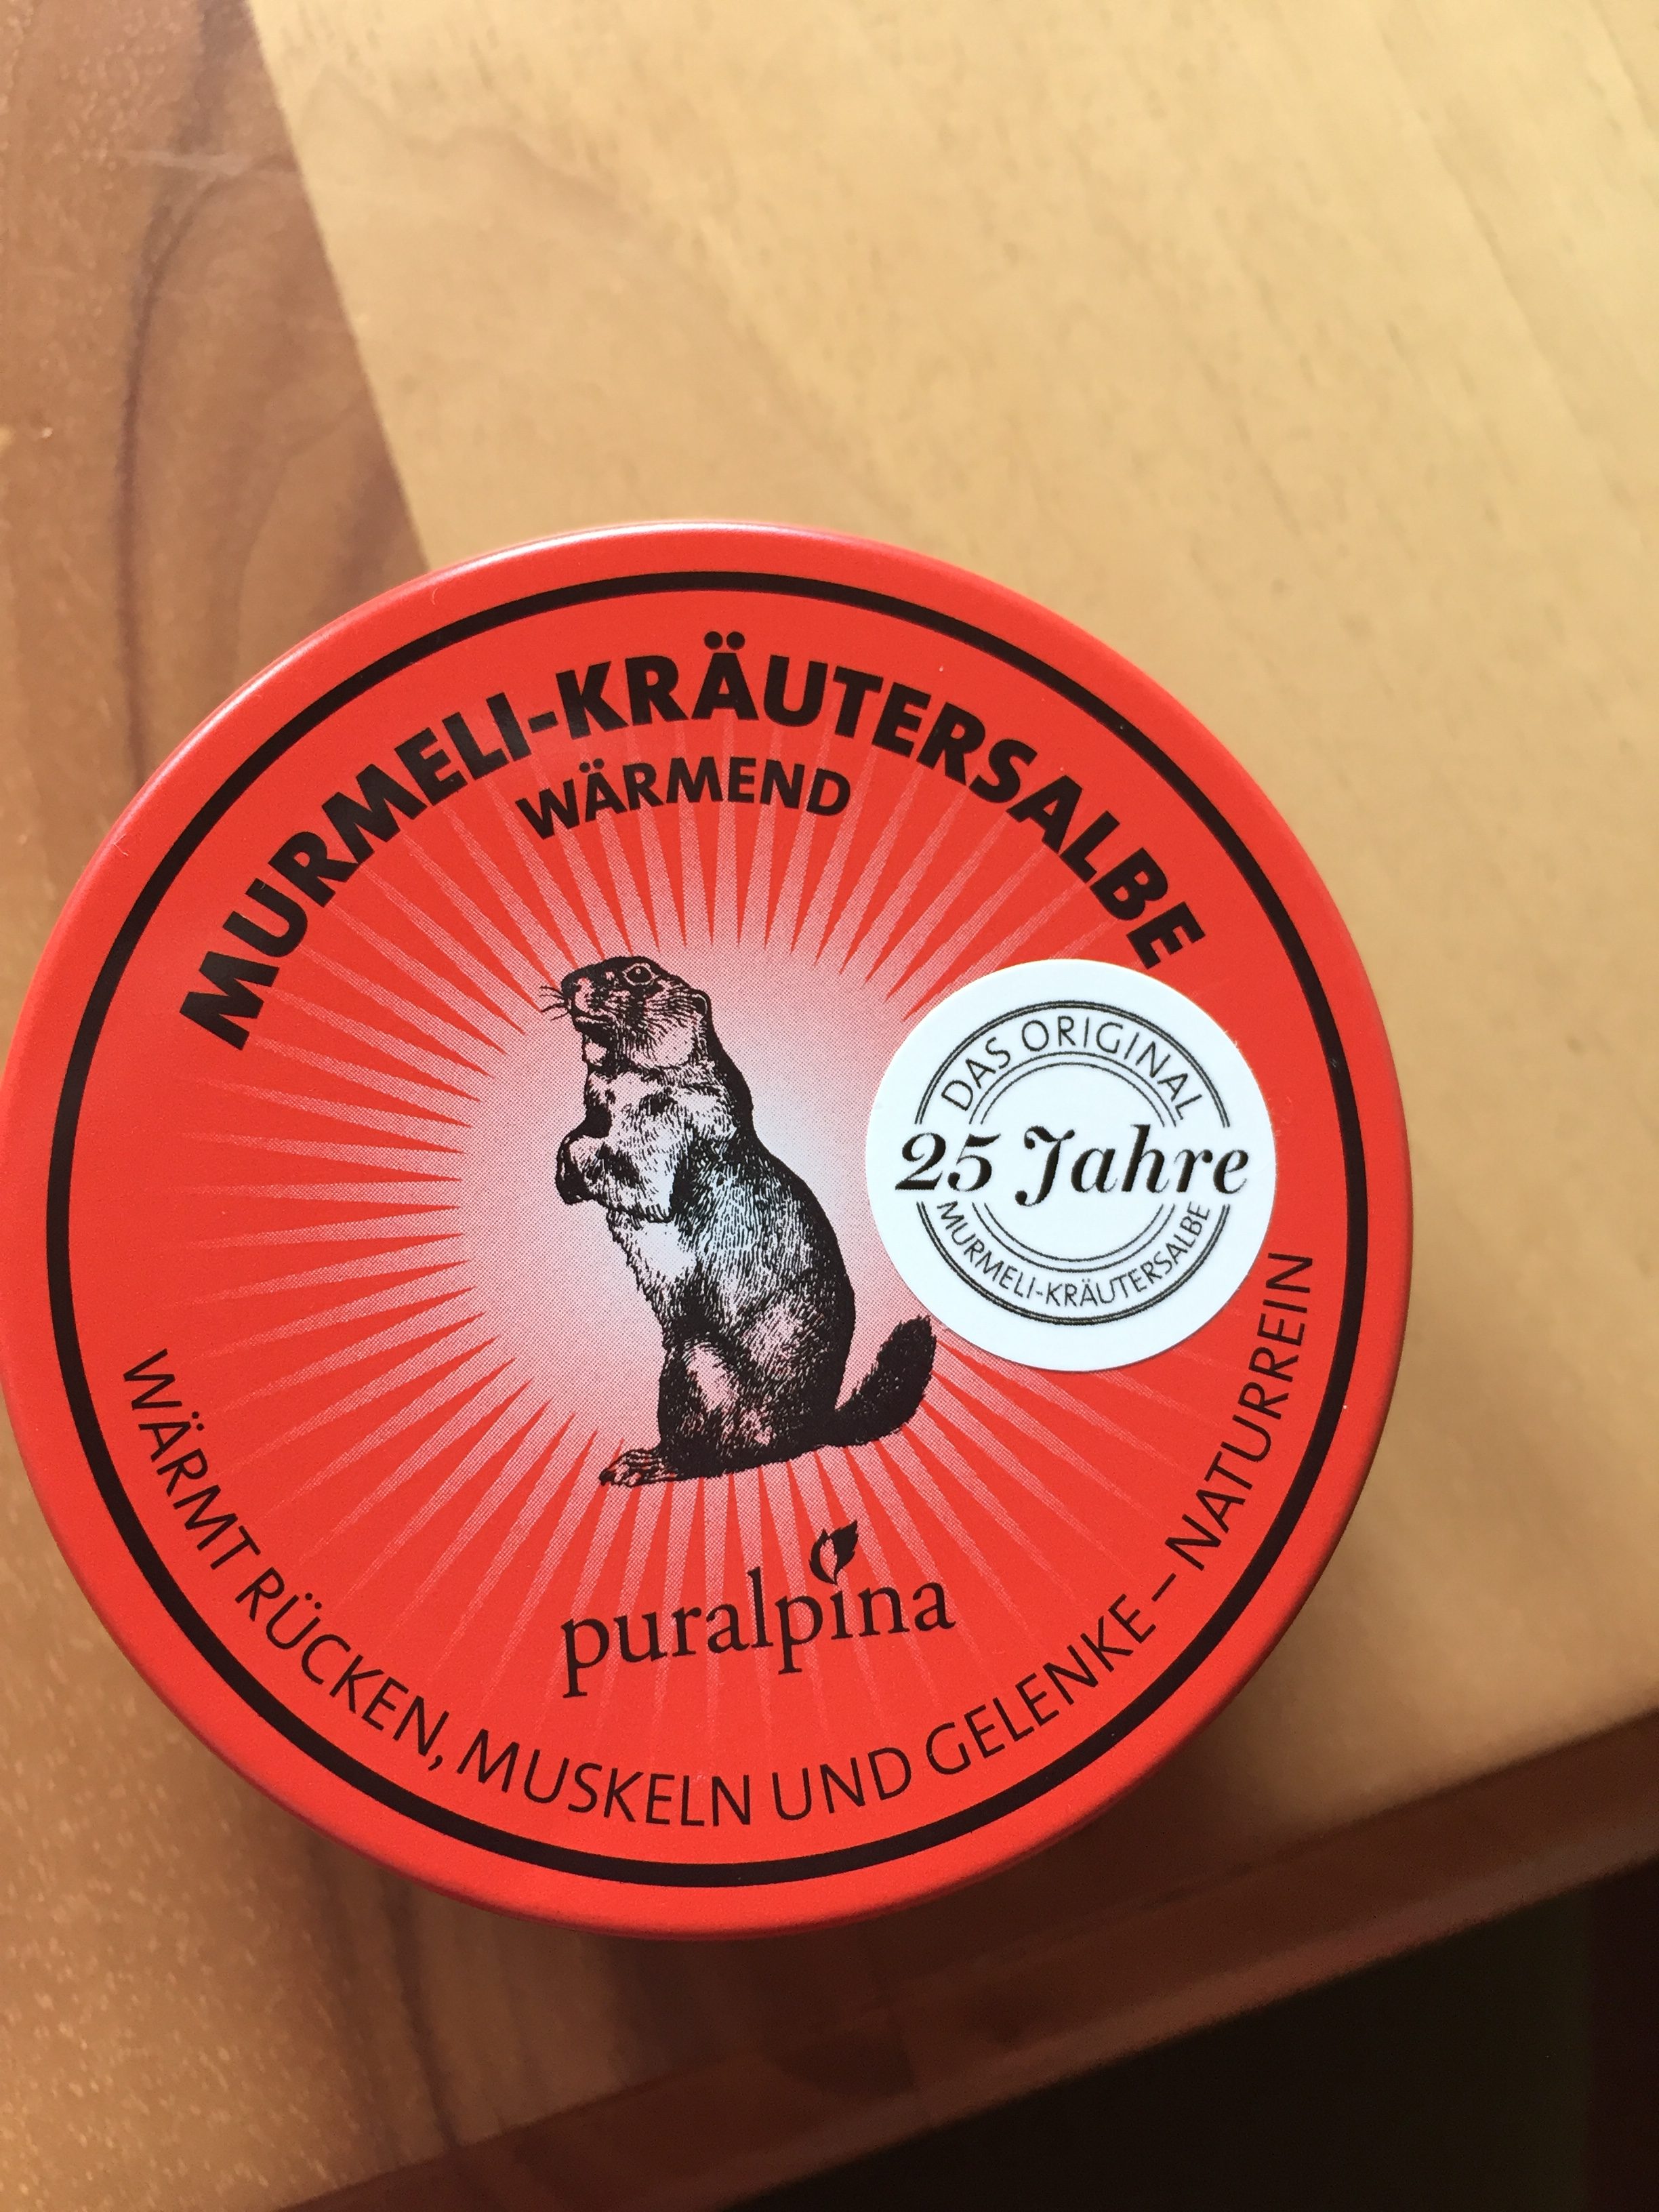 MURMELI-KRÄUTERSALBE
WÄRMEND
DAS ORIGINAL
25 Jahre
MURMELI-KRÄUTERSALBE
puralpina
WÄRMT RÜCKEN, MUSKELN UND GELENKE – NATURREIN